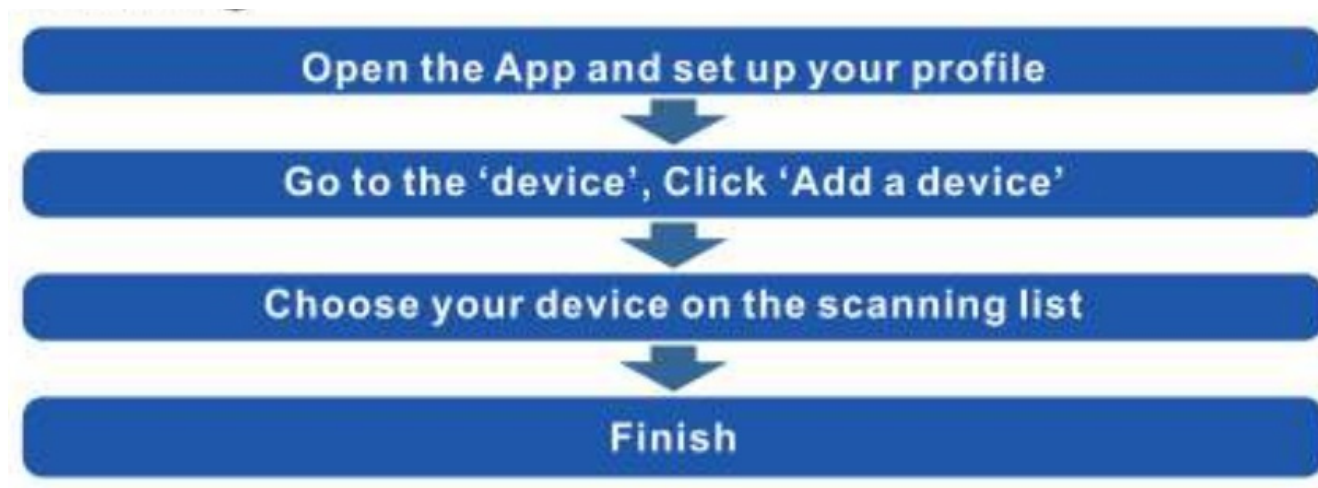 Open the App and set up your profile
Go to the ‘device’, Click ‘Add a device’
Choose your device on the scanning list
Finish